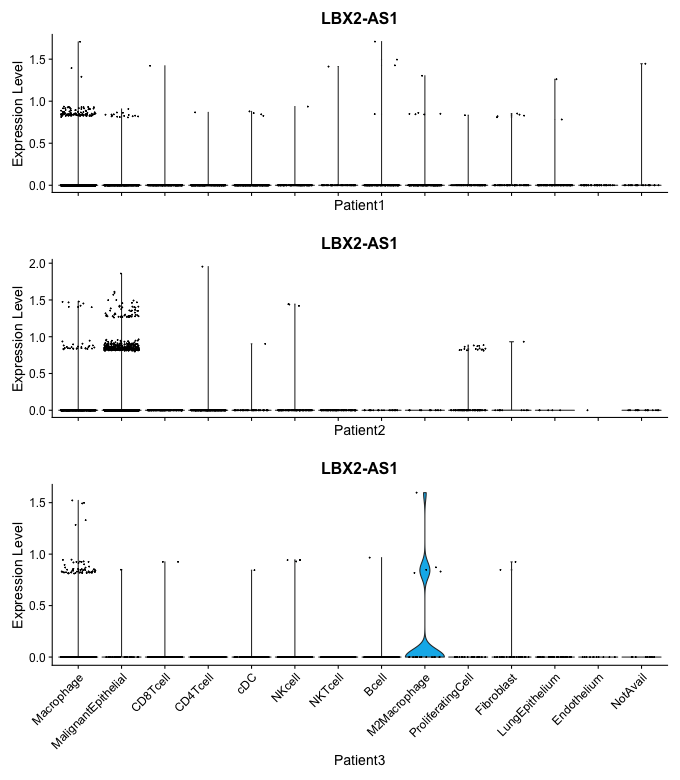 LBX2-AS1
Expression Level
1.5
1.0
0.5
0.0
Patient1
LBX2-AS1
Expression Level
2.0
1.5
1.0
0.5
0.0
Patient2
LBX2-AS1
Expression Level
1.5
1.0
0.5
0.0
Macrophage
MalignantEpithelial
CD8Tcell
CD4Tcell
cDC
NKcell
NKTcell
Bcell
M2Macrophage
ProliferatingCell
Fibroblast
LungEpithelium
Endothelium
NotAvail
Patient3